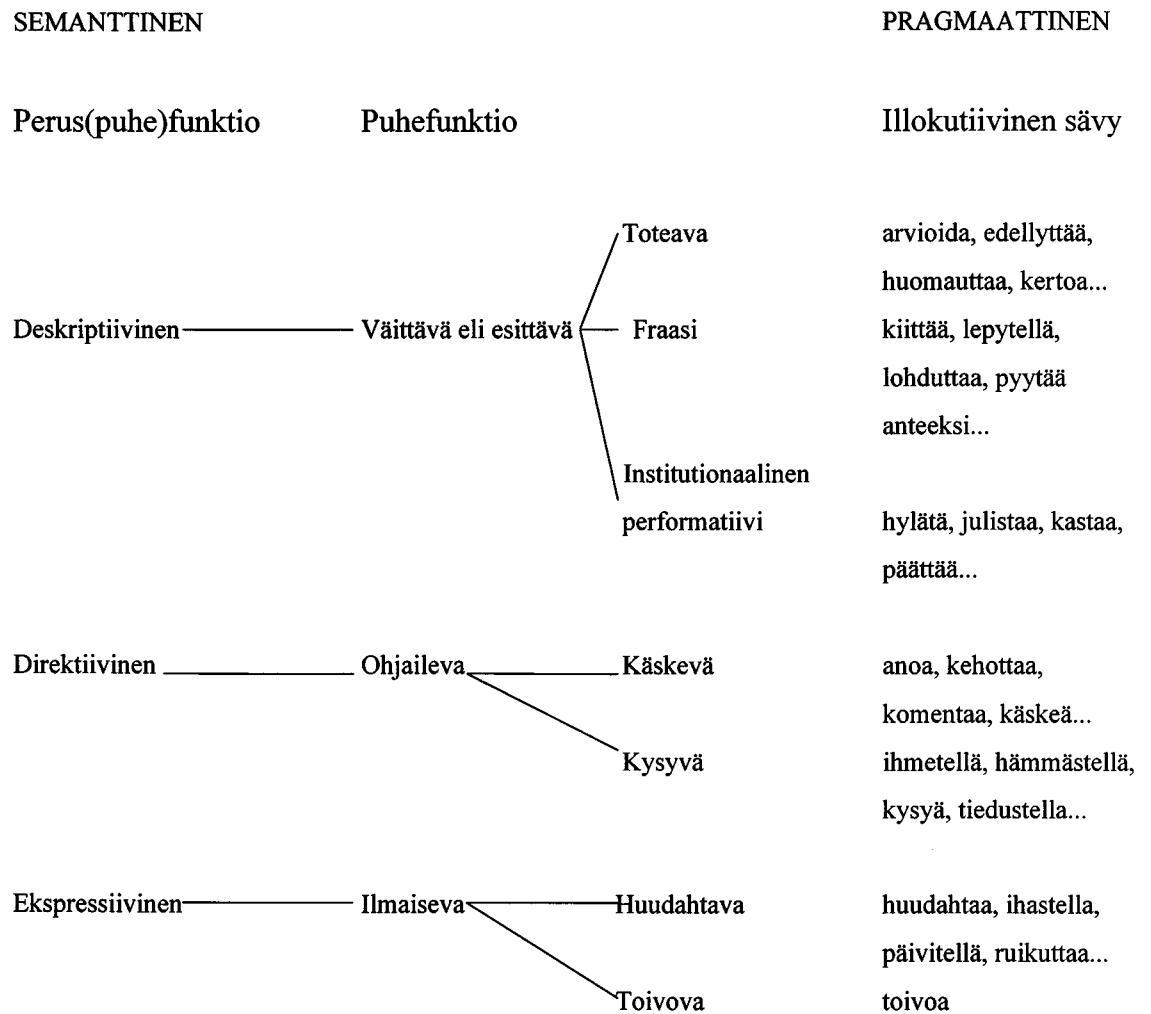 SEMANTTINEN PRAGMAATTINEN
Perus(puhe)funktio Puhefunktio Illokutiivinen sävy
Toteava arvioida, edellyttää,
huomauttaa, kertoa...
Deskriptiivinen Väittävä eli esittävä Fraasi kiittää, lepytellä,
lohduttaa, pyytää
anteeksi...
Institutionaalinen
performatiivi hylätä, julistaa, kastaa,
päättää...
Direktiivinen Ohjaileva Käskevä anoa, kehottaa,
komentaa, käskeä...
Kysyvä ihmetellä, hämmästellä,
kysyä, tiedustella...
Ekspressiivinen Ilmaiseva Huudahtava huudahtaa, ihastella,
päivitellä, ruikuttaa...
Toivova toivoa